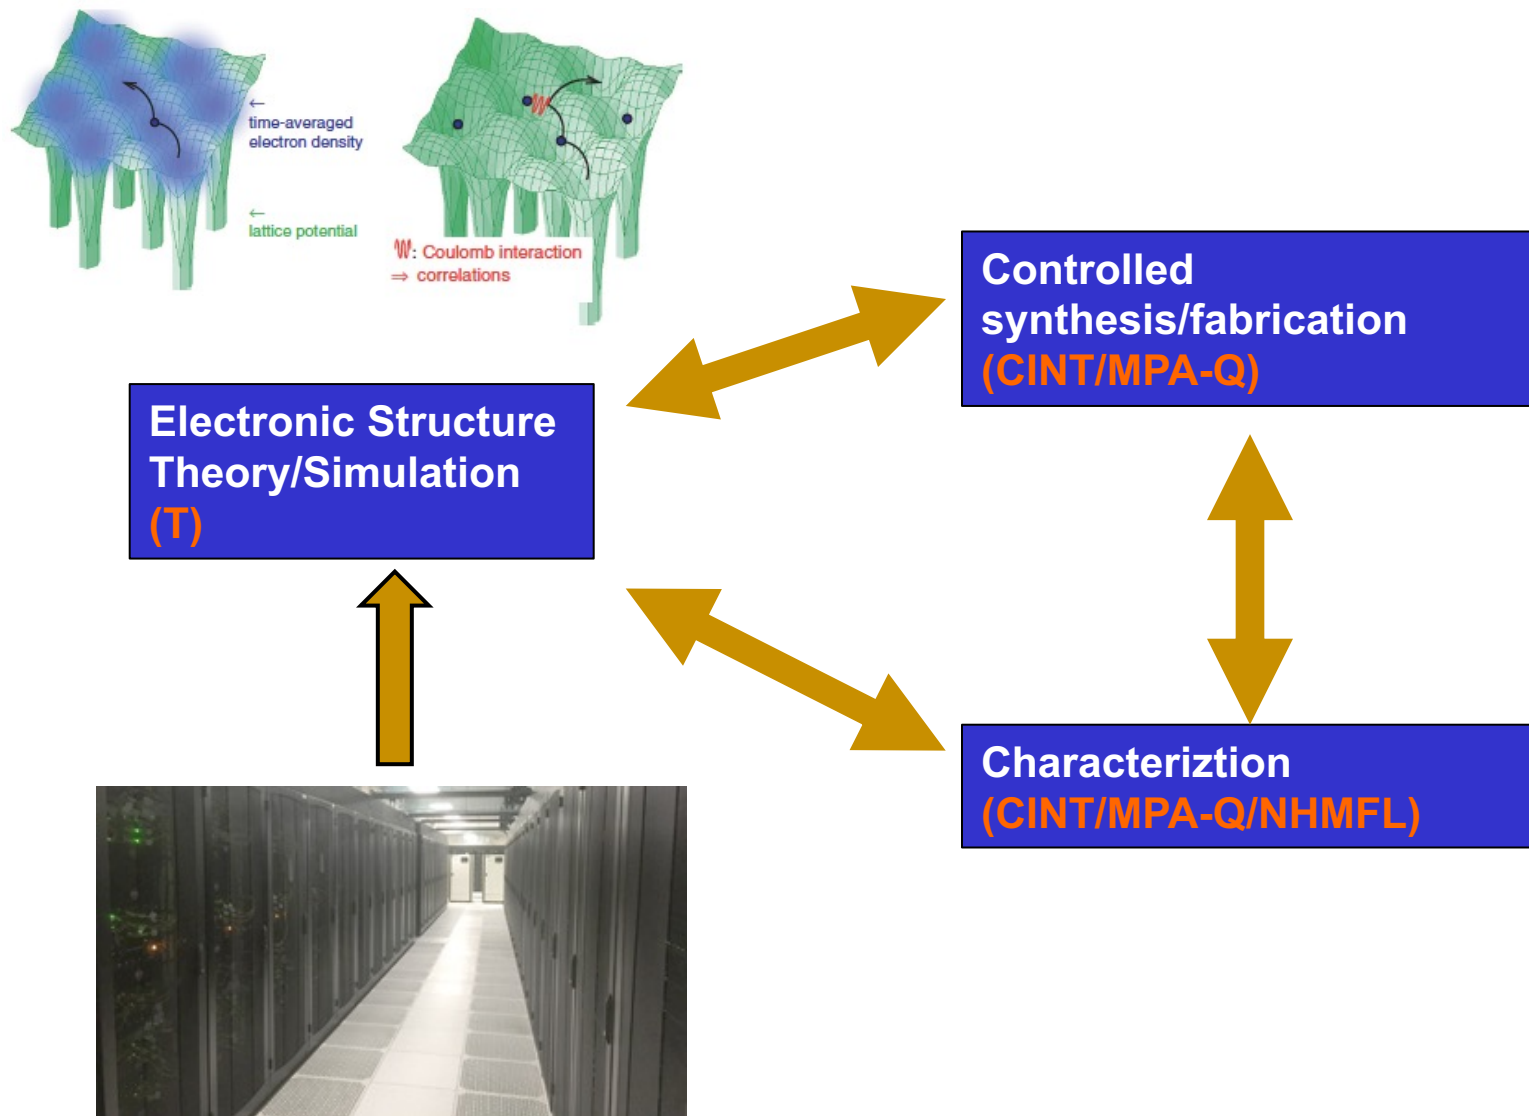 ←
time-averaged
electron density
←
lattice potential
W: Coulomb interaction
⇒ correlations
Controlled
synthesis/fabrication
(CINT/MPA-Q)
Electronic Structure
Theory/Simulation
(T)
Characteriztion
(CINT/MPA-Q/NHMFL)